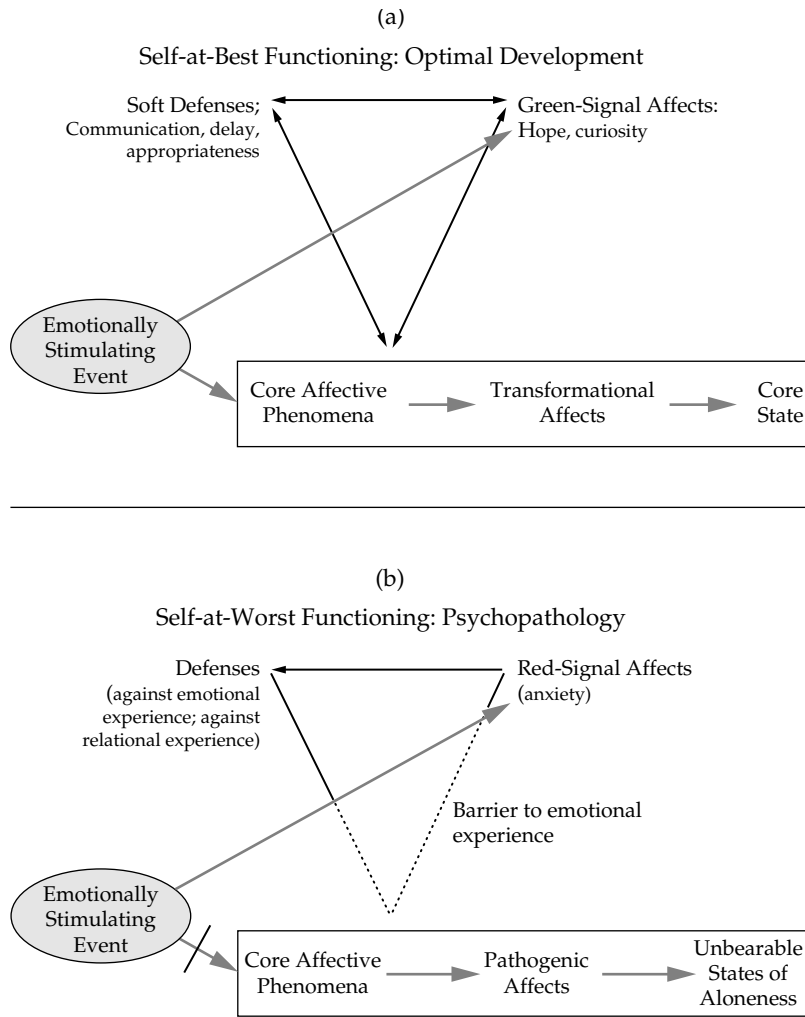 (a)
Self-at-Best Functioning: Optimal Development
Soft Defenses;
Communication, delay,
appropriateness
Green-Signal Affects:
Hope, curiosity
Emotionally
Stimulating
Event
Core Affective
Phenomena
Transformational
Affects
Core
State
(b)
Self-at-Worst Functioning: Psychopathology
Defenses
(against emotional
experience; against
relational experience)
Red-Signal Affects
(anxiety)
Barrier to emotional
experience
Emotionally
Stimulating
Event
Core Affective
Phenomena
Pathogenic
Affects
Unbearable
States of
Aloneness